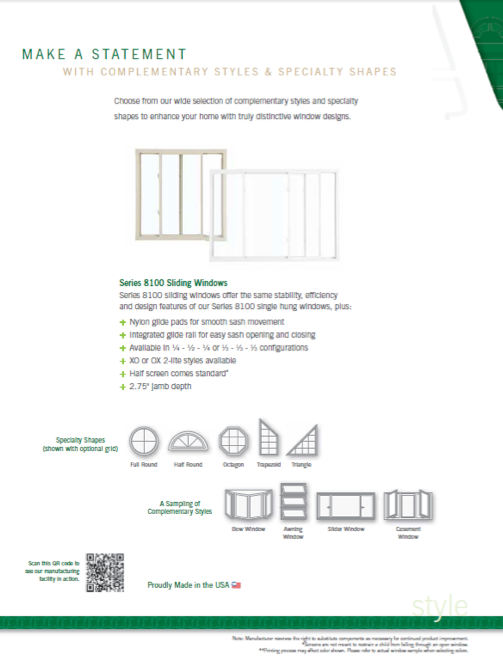 MAKE A STATEMENT
WITH COMPLEMENTARY STYLES & SPECIALTY SHAPES
Choose from our wide selection of complementary styles and specialty
shapes to enhance your home with truly distinctive window designs.
Series 8100 Sliding Windows
Series 8100 sliding windows offer the same stability, efficiency
and design features of our Series 8100 single hung windows, plus:
+ Nylon glide pads for smooth sash movement
+ Integrated glide rail for easy sash opening and closing
+ Available in ¼ - ½ - ¼ or ⅓ - ⅓ - ⅓ configurations
+ XO or OX 2-lite styles available
+ Half screen comes standard*
+ 2.75" jamb depth
Specialty Shapes
(shown with optional grid)
Full Round
Half Round
Octagon
Trapezoid
Triangle
A Sampling of
Complementary Styles
Bow Window
Awning
Window
Slider Window
Casement
Window
Scan this QR code to
see our manufacturing
facility in action.
Proudly Made in the USA
style
Note: Manufacturer reserves the right to substitute components as necessary for continued product improvement.
*Screens are not meant to restrain a child from falling through an open window.
**Printing process may affect color shown. Please refer to actual window sample when selecting colors.